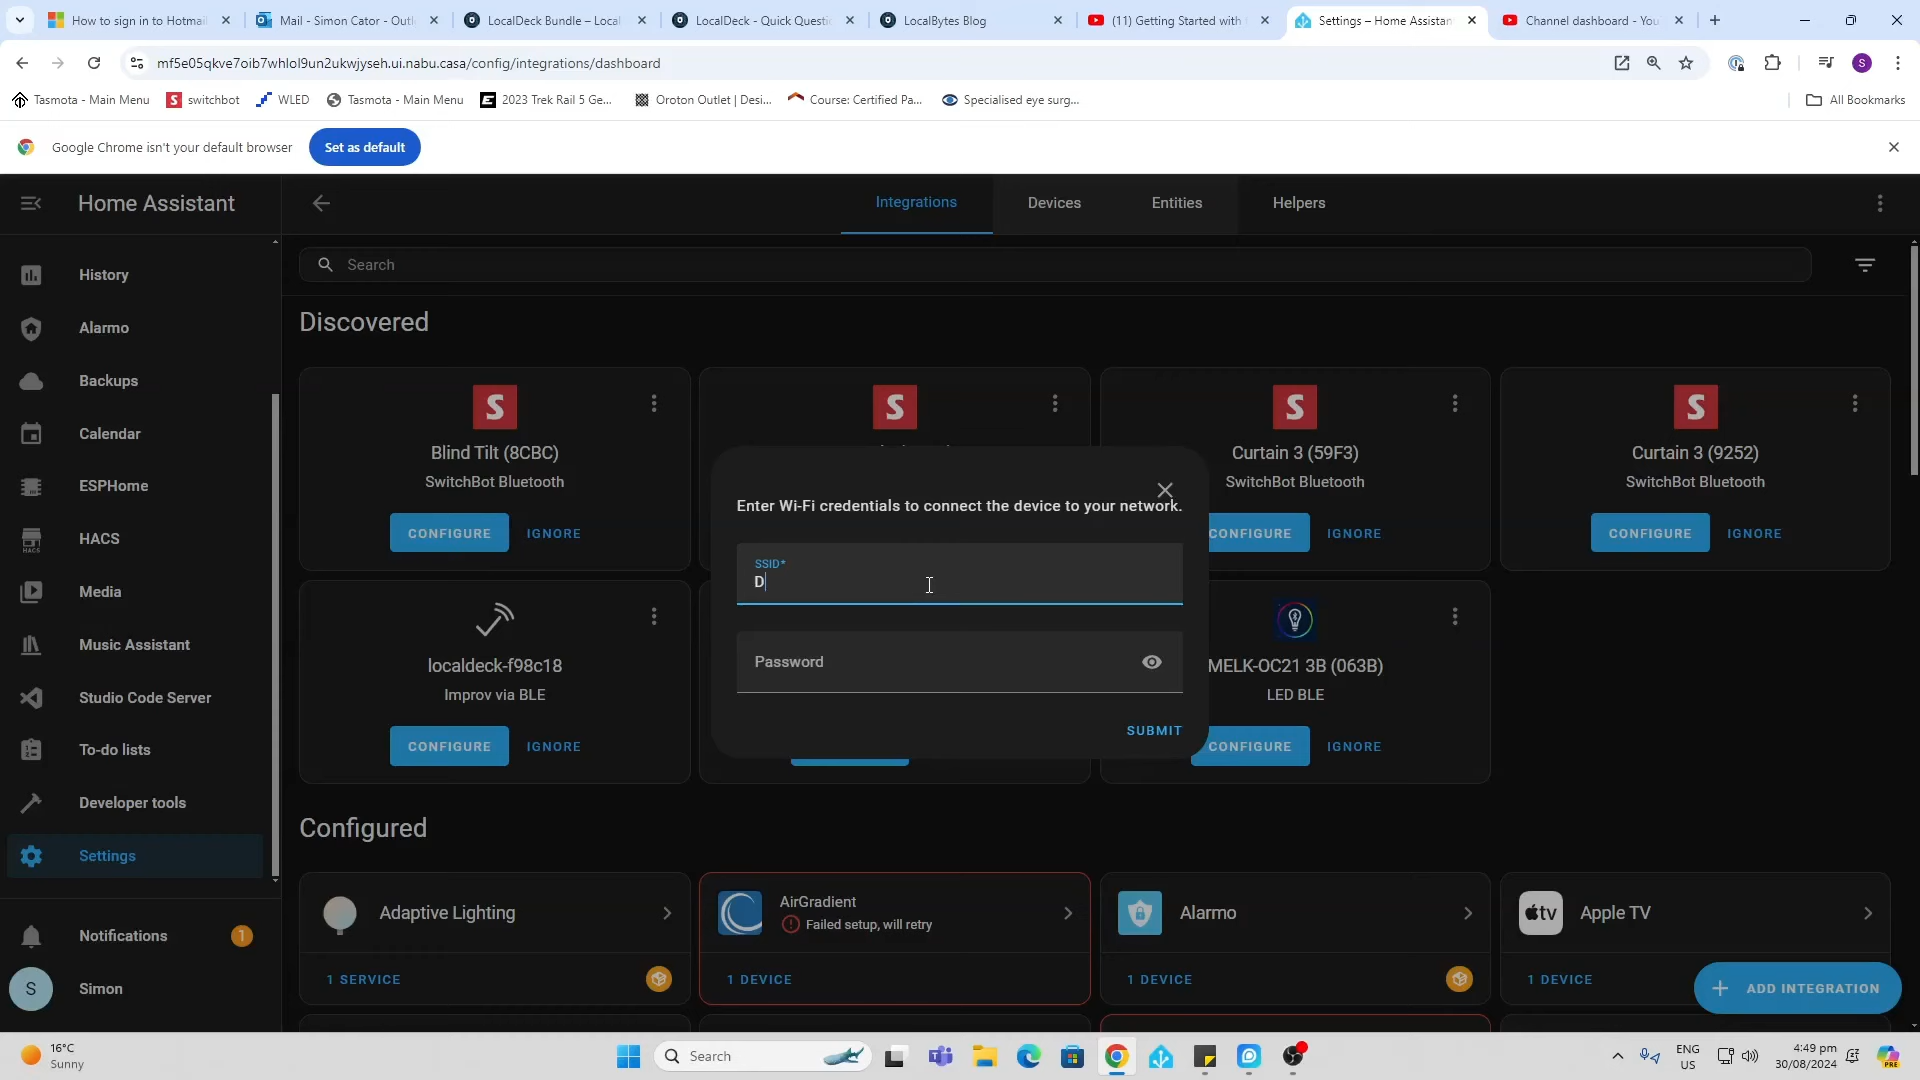 How to sign in to Hotmail
Mail - Simon Cator - Outl
LocalDeck Bundle – Local
LocalDeck - Quick Questi
LocalBytes Blog
(11) Getting Started with
Settings – Home Assistan
Channel dashboard - You
mf5e05qkve7oib7whlol9un2ukwjyseh.ui.nabu.casa/config/integrations/dashboard
S
Tasmota - Main Menu
switchbot
WLED
Tasmota - Main Menu
2023 Trek Rail 5 Ge...
Oroton Outlet | Desi...
Course: Certified Pa...
Specialised eye surg...
All Bookmarks
Google Chrome isn't your default browser
Set as default
Home Assistant
Integrations
Devices
Entities
Helpers
History
Alarmo
Backups
Calendar
ESPHome
HACS
Media
Music Assistant
Studio Code Server
To-do lists
Developer tools
Settings
Notifications
1
S
Simon
Search
Discovered
S
Blind Tilt (8CBC)
SwitchBot Bluetooth
CONFIGURE
IGNORE
S
S
Curtain 3 (59F3)
SwitchBot Bluetooth
CONFIGURE
IGNORE
S
Curtain 3 (9252)
SwitchBot Bluetooth
CONFIGURE
IGNORE
localdeck-f98c18
Improv via BLE
CONFIGURE
IGNORE
MELK-OC21 3B (063B)
LED BLE
CONFIGURE
IGNORE
Enter Wi-Fi credentials to connect the device to your network.
SSID*
D
Password
SUBMIT
Configured
Adaptive Lighting
1 SERVICE
AirGradient
Failed setup, will retry
1 DEVICE
Alarmo
1 DEVICE
tv
Apple TV
1 DEVICE
ADD INTEGRATION
16°C
Sunny
Search
ENG
US
4:49 pm
30/08/2024
PRE